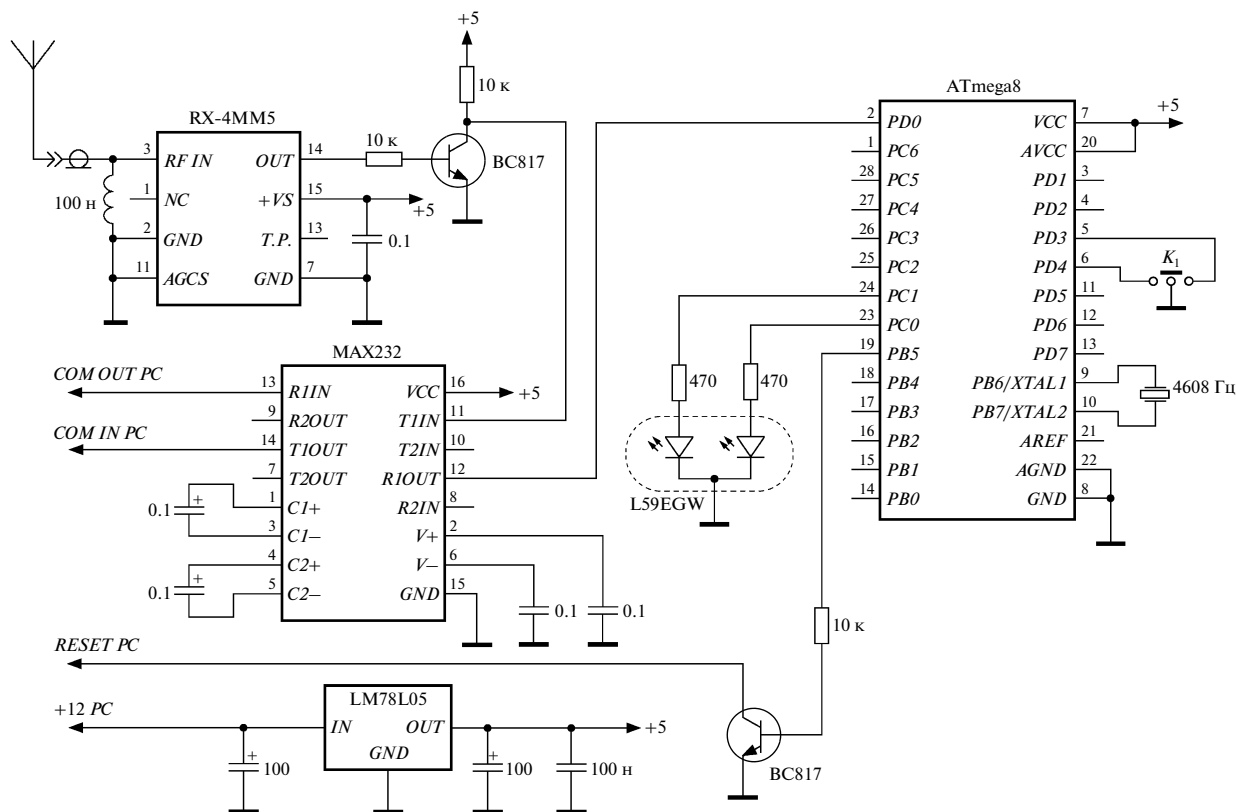 +5
10 к
RX-4MM5
3 RF IN OUT 14
10 к
BC817
1 NC +VS 15
+5
100 н
2 GND T.P. 13
0.1
11 AGCS GND 7
ATmega8
2 PD0 VCC 7
+5
1 PC6 AVCC 20
28 PC5 PD1 3
27 PC4 PD2 4
26 PC3 PD3 5
25 PC2 PD4 6
K1
24 PC1 PD5 11
23 PC0 PD6 12
19 PB5 PD7 13
18 PB4 PB6/XTAL1 9
4608 Гц
17 PB3 PB7/XTAL2 10
16 PB2 AREF 21
15 PB1 AGND 22
14 PB0 GND 8
470
470
L59EGW
MAX232
COM OUT PC
13 R1IN VCC 16
+5
9 R2OUT T1IN 11
COM IN PC
14 T1OUT T2IN 10
7 T2OUT R1OUT 12
0.1
+
1 C1+ R2IN 8
3 C1− V+ 2
0.1
+
4 C2+ V− 6
5 C2− GND 15
0.1
0.1
10 к
RESET PC
LM78L05
+12 PC
IN OUT
GND
+5
+
100
+
100
100 н
BC817